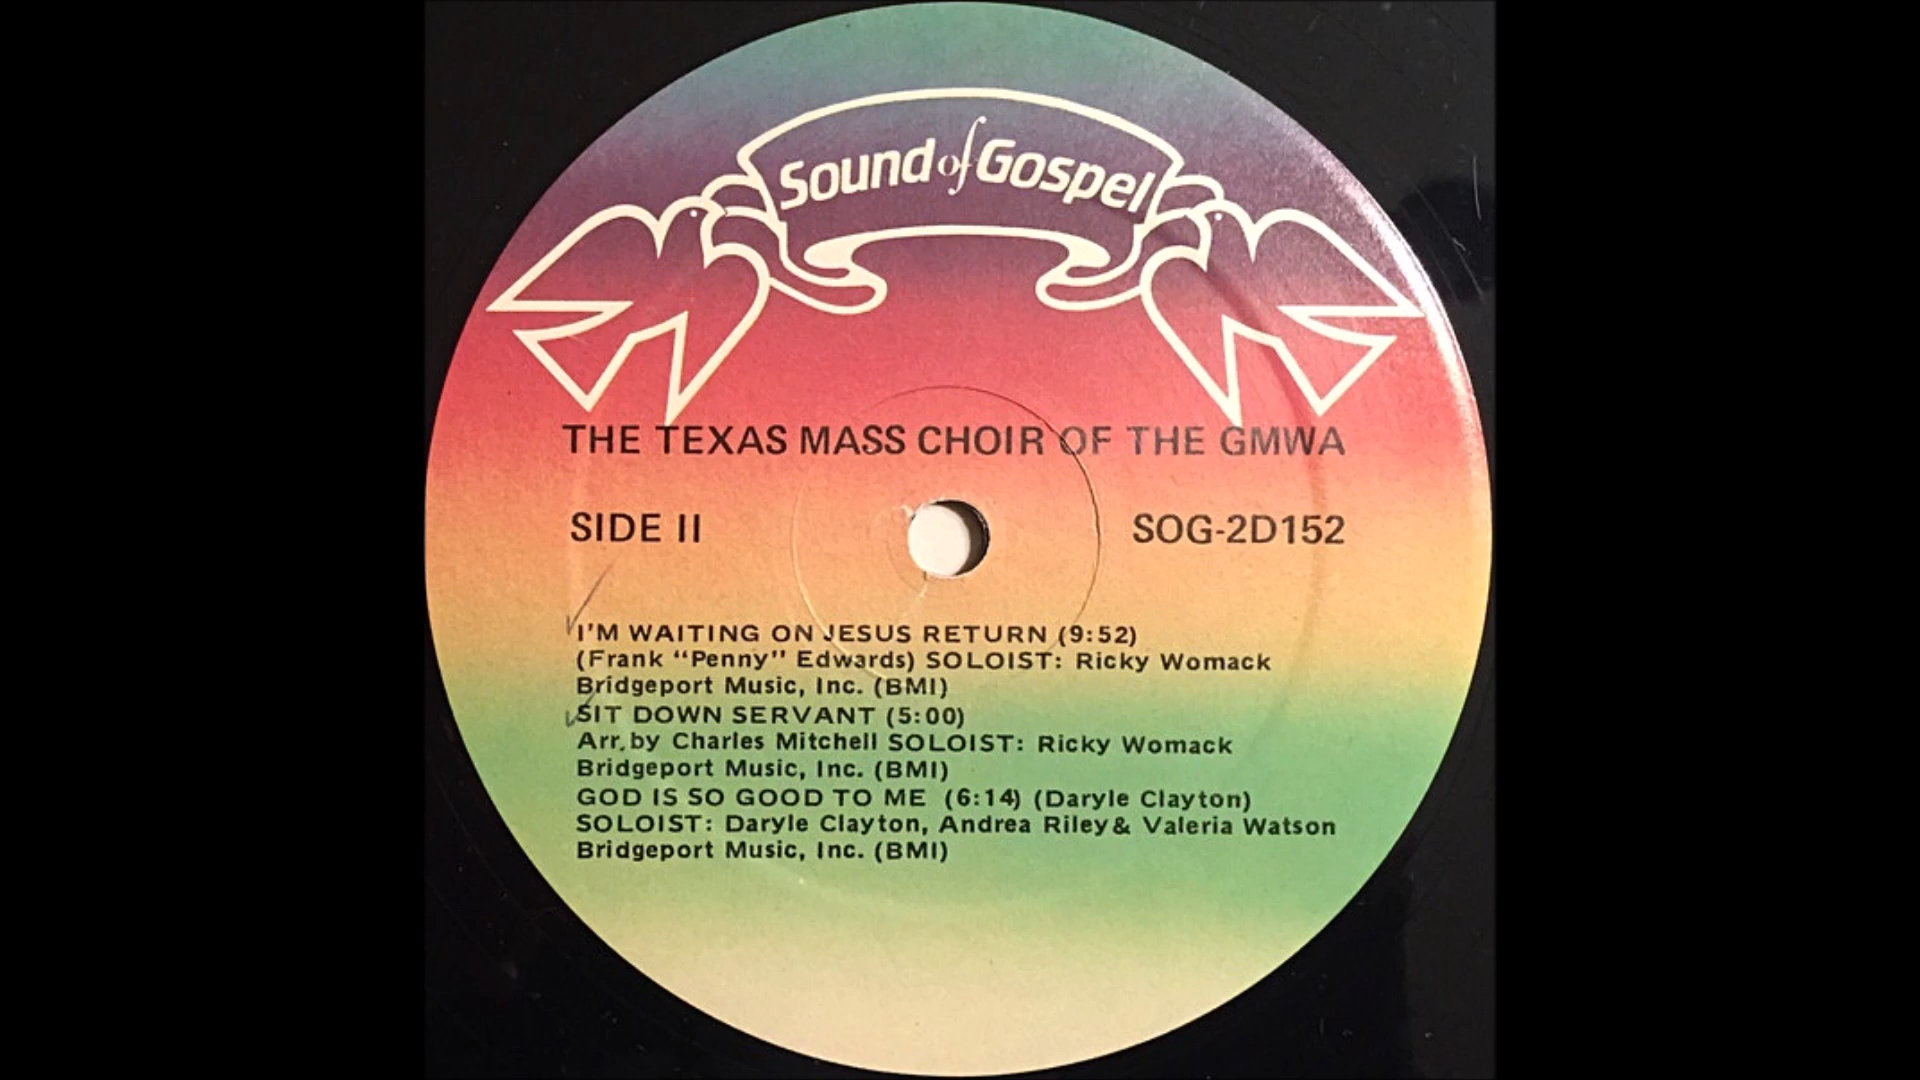 Sound of Gospel
THE TEXAS MASS CHOIR OF THE GMWA
SIDE II
SOG-2D152
I'M WAITING ON JESUS RETURN (9:52)
(Frank "Penny" Edwards) SOLOIST: Ricky Womack
Bridgeport Music, Inc. (BMI)
SIT DOWN SERVANT (5:00)
Arr. by Charles Mitchell SOLOIST: Ricky Womack
Bridgeport Music, Inc. (BMI)
GOD IS SO GOOD TO ME (6:14) (Daryle Clayton)
SOLOIST: Daryle Clayton, Andrea Riley & Valeria Watson
Bridgeport Music, Inc. (BMI)